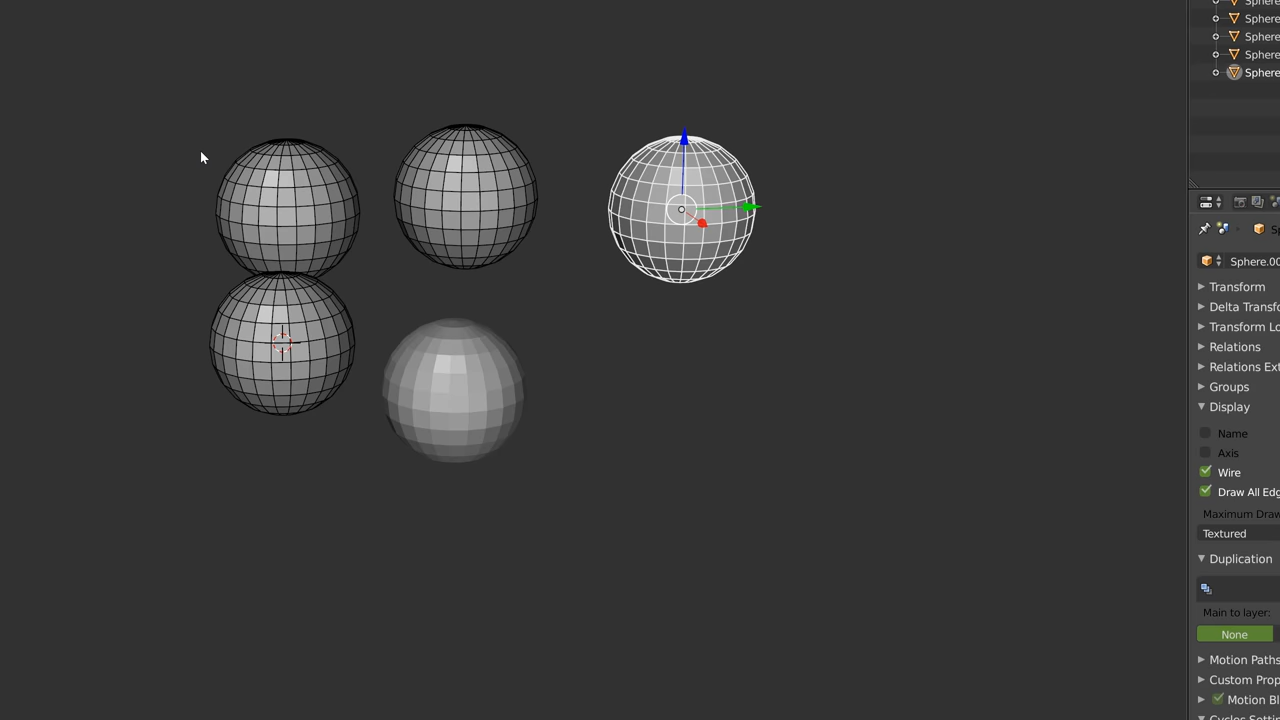 Sphere
Sphere
Sphere
Sphere
Sphere
Sphere.00
Transform
Delta Transfo
Transform Lo
Relations
Relations Ext
Groups
Display
Name
Axis
Wire
Draw All Edg
Maximum Draw
Textured
Duplication
Main to layer:
None
Motion Paths
Custom Prop
Motion Bl